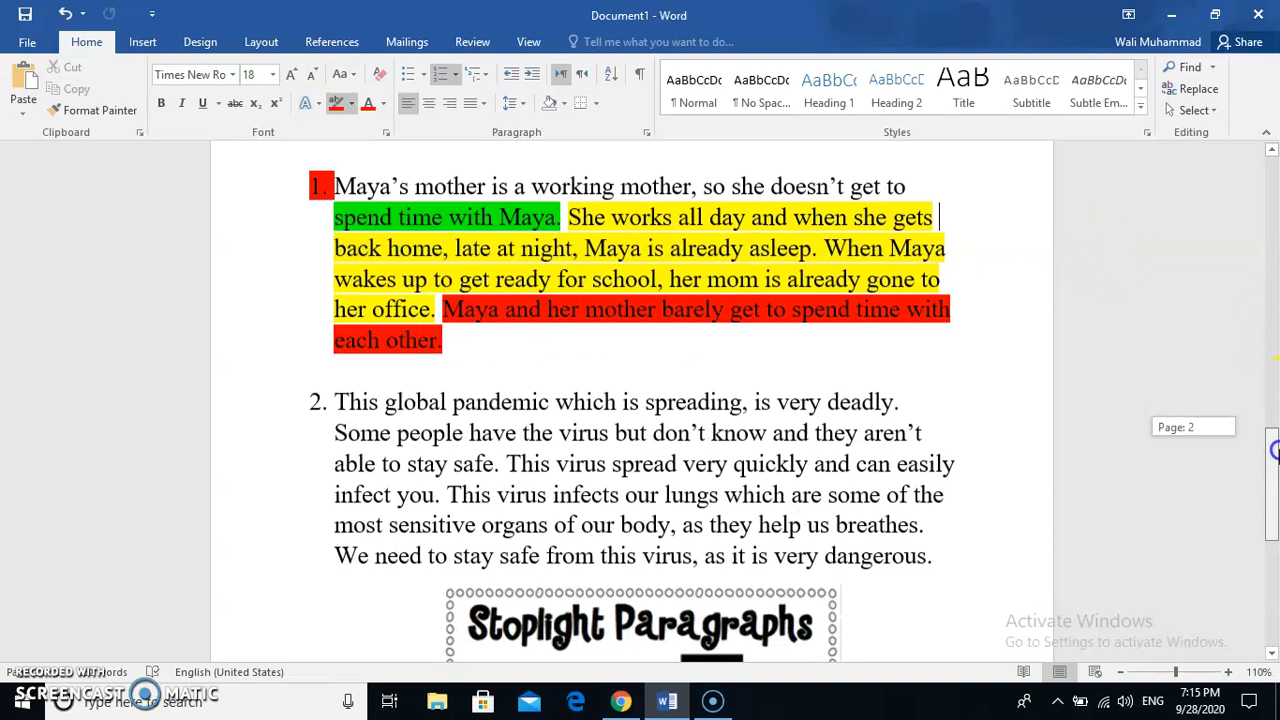 Document1 - Word
Wali Muhammad
Share
File
Home
Insert
Design
Layout
References
Mailings
Review
View
Tell me what you want to do...
Paste
Cut
Copy
Format Painter
Clipboard
Times New Ro
18
Font
Paragraph
AaBbCcDc
¶ Normal
AaBbCcDc
¶ No Spac...
AaBbCc
Heading 1
AaBbCcD
Heading 2
AaB
Title
AaBbCcD
Subtitle
AaBbCcDc
Subtle Em...
Styles
Find
Replace
Select
Editing
1. Maya's mother is a working mother, so she doesn't get to
spend time with Maya. She works all day and when she gets
back home, late at night, Maya is already asleep. When Maya
wakes up to get ready for school, her mom is already gone to
her office. Maya and her mother barely get to spend time with
each other.
2. This global pandemic which is spreading, is very deadly.
Some people have the virus but don't know and they aren't
able to stay safe. This virus spread very quickly and can easily
infect you. This virus infects our lungs which are some of the
most sensitive organs of our body, as they help us breathes.
We need to stay safe from this virus, as it is very dangerous.
Page: 2
Stoplight Paragraphs
Activate Windows
Go to Settings to activate Windows.
English (United States)
110%
RECORDED WITH
SCREENCAST MATIC
Type here to search
ENG
7:15 PM
9/28/2020